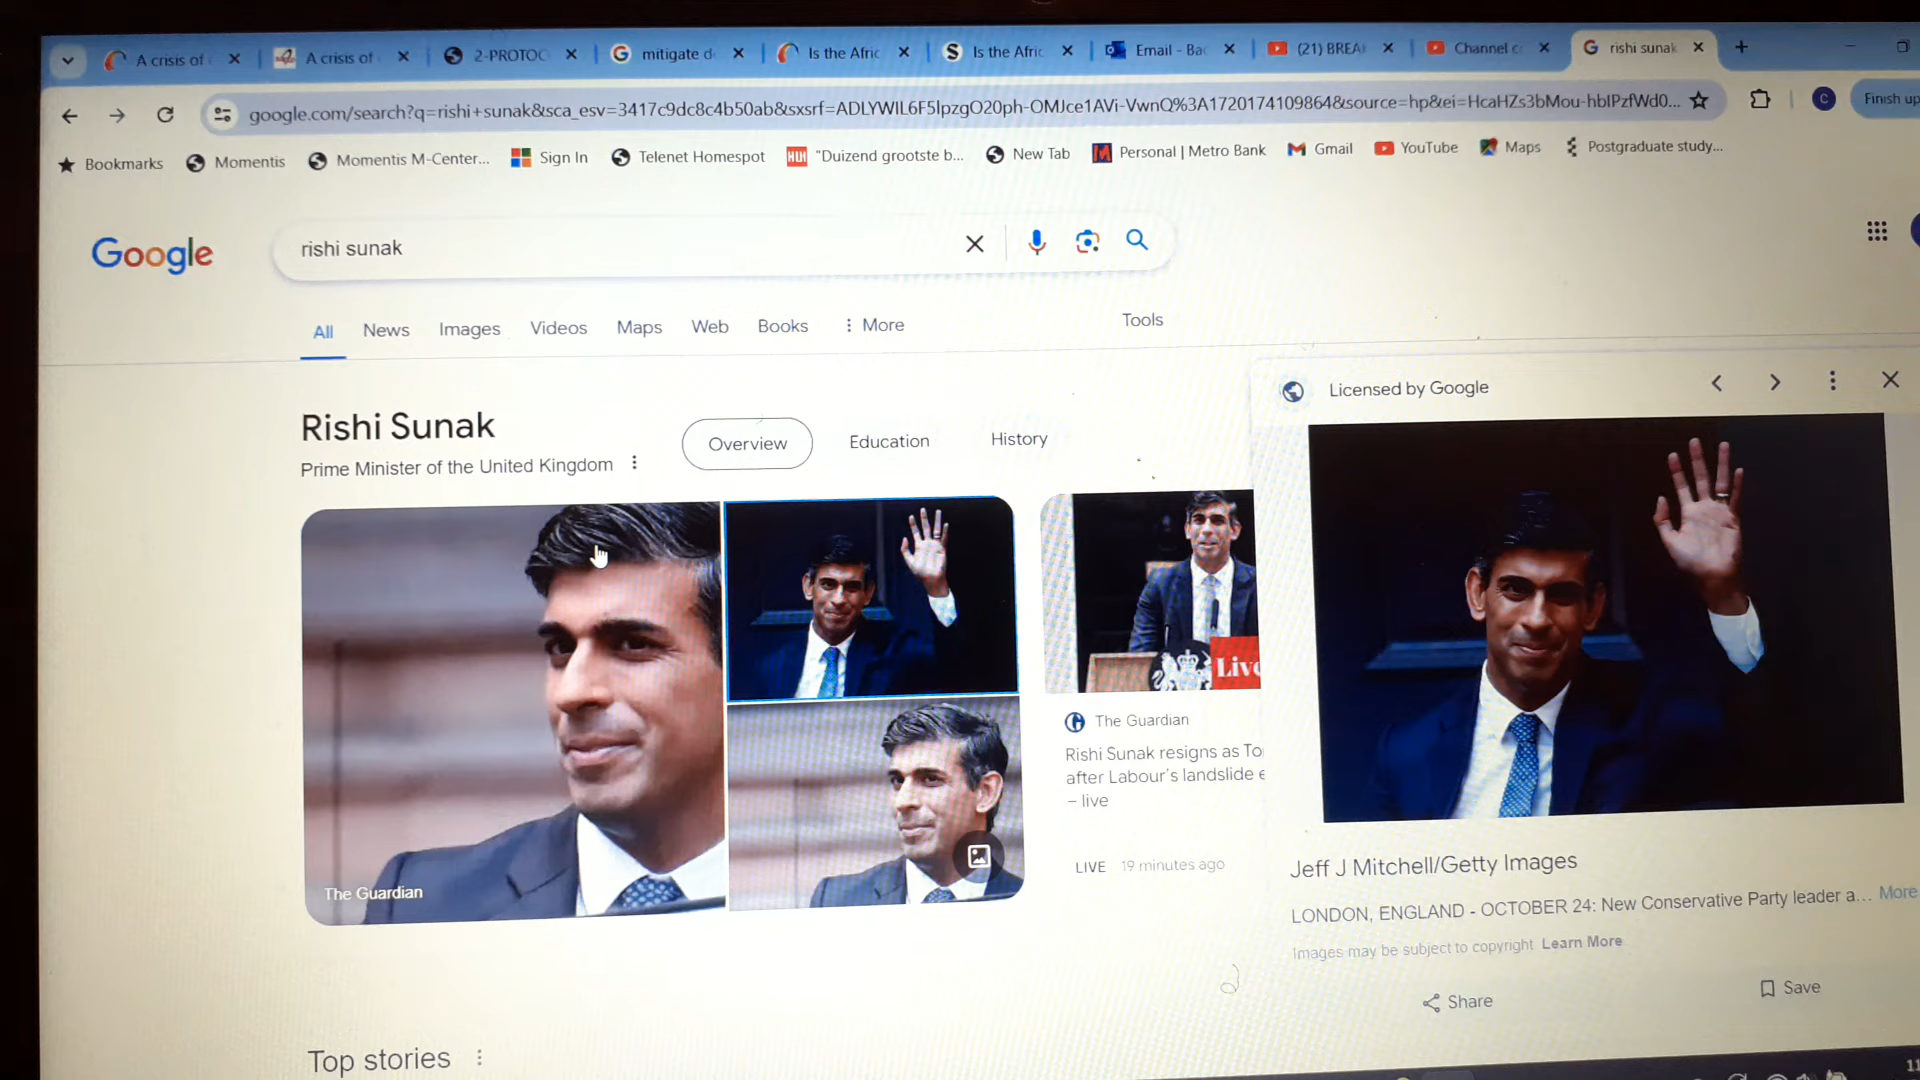 A crisis of
A crisis of
2-PROTOC
mitigate d
Is the Afric
Is the Afric
Email - Ba
(21) BREA
Channel
rishi sunak
google.com/search?q=rishi+sunak&sca_esv=3417c9dc8c4b50ab&sxsrf=ADLYWIL6F5lpzgO20ph-OMJce1AVi-VwnQ%3A1720174109864&source=hp&ei=HcaHZs3bMou-hbIPzfWd0...
C
Finish up
Bookmarks
Momentis
Momentis M-Center...
Sign In
Telenet Homespot
HLN
"Duizend grootste b...
New Tab
Personal | Metro Bank
Gmail
YouTube
Maps
Postgraduate study...
Google
rishi sunak
All
News
Images
Videos
Maps
Web
Books
More
Tools
Rishi Sunak
Prime Minister of the United Kingdom
Overview
Education
History
The Guardian
Live
The Guardian
Rishi Sunak resigns as To
after Labour's landslide e
– live
LIVE 19 minutes ago
Licensed by Google
Jeff J Mitchell/Getty Images
LONDON, ENGLAND - OCTOBER 24: New Conservative Party leader a... More
Images may be subject to copyright Learn More
Share
Save
Top stories